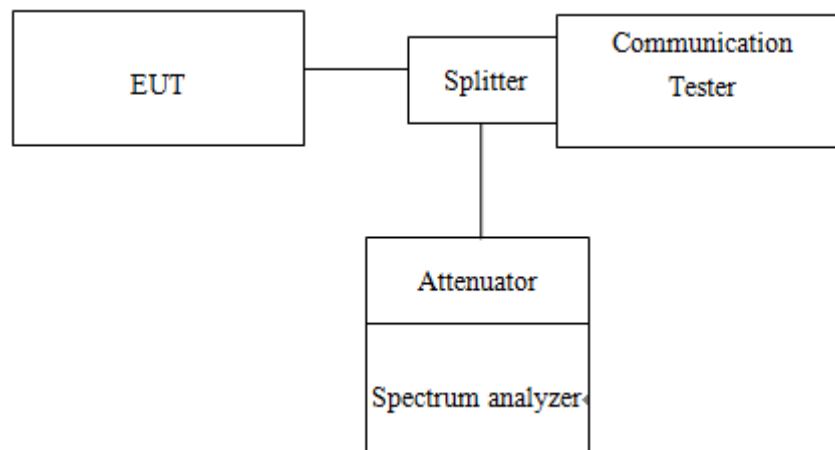 EUT
Splitter
Communication
Tester
Attenuator
Spectrum analyzer